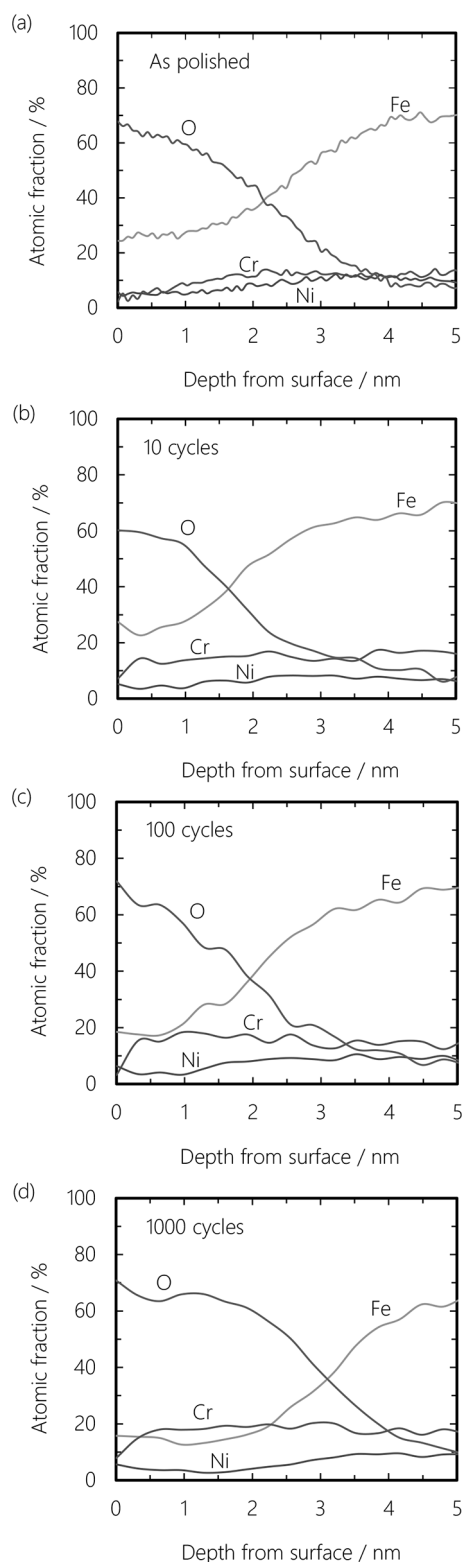 (a)
100
As polished
80
Fe
O
60
40
20
Cr
Ni
0
0 1 2 3 4 5
Atomic fraction / %
Depth from surface / nm
(b)
100
10 cycles
80
Fe
O
60
40
20
Cr
Ni
0
0 1 2 3 4 5
Atomic fraction / %
Depth from surface / nm
(c)
100
100 cycles
80
Fe
O
60
40
20
Cr
Ni
0
0 1 2 3 4 5
Atomic fraction / %
Depth from surface / nm
(d)
100
1000 cycles
80
O
Fe
60
40
20
Cr
Ni
0
0 1 2 3 4 5
Atomic fraction / %
Depth from surface / nm